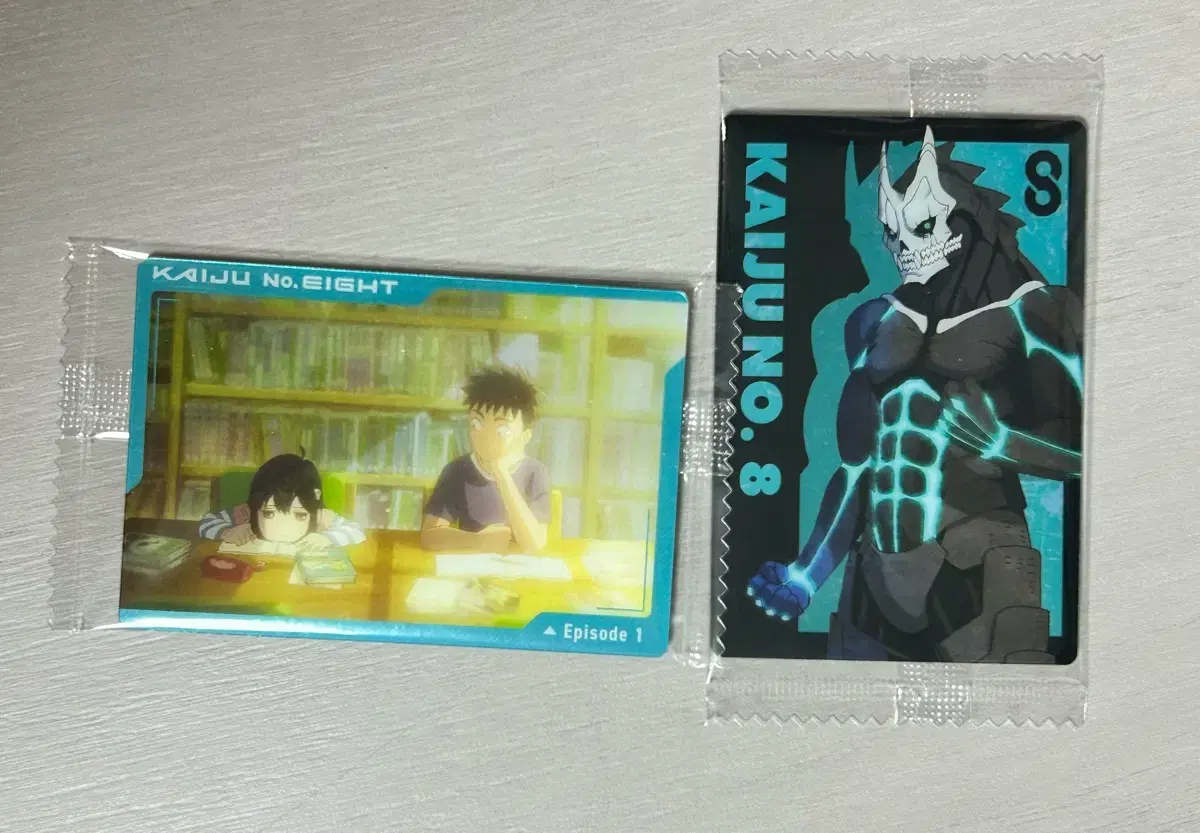 KAIJU No. EIGHT
▲ Episode 1
KAIJU NO. 8
8